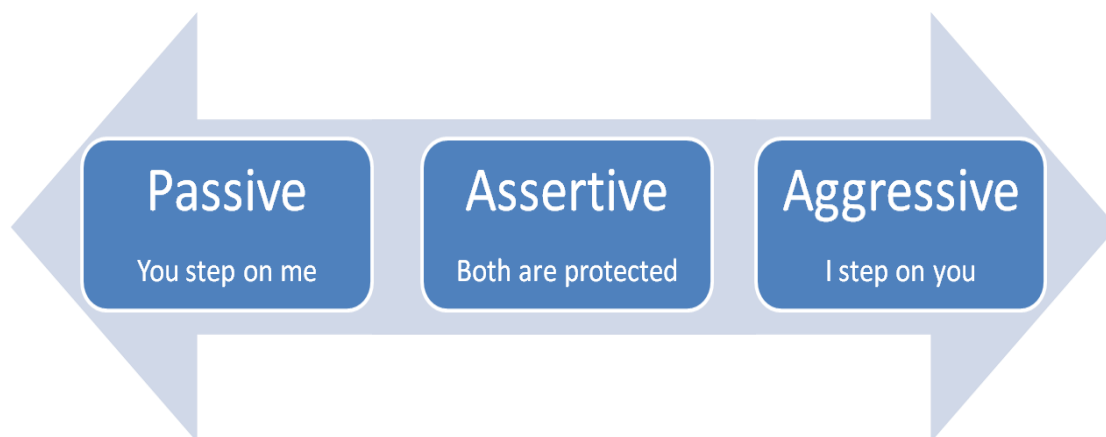 Passive
You step on me
Assertive
Both are protected
Aggressive
I step on you